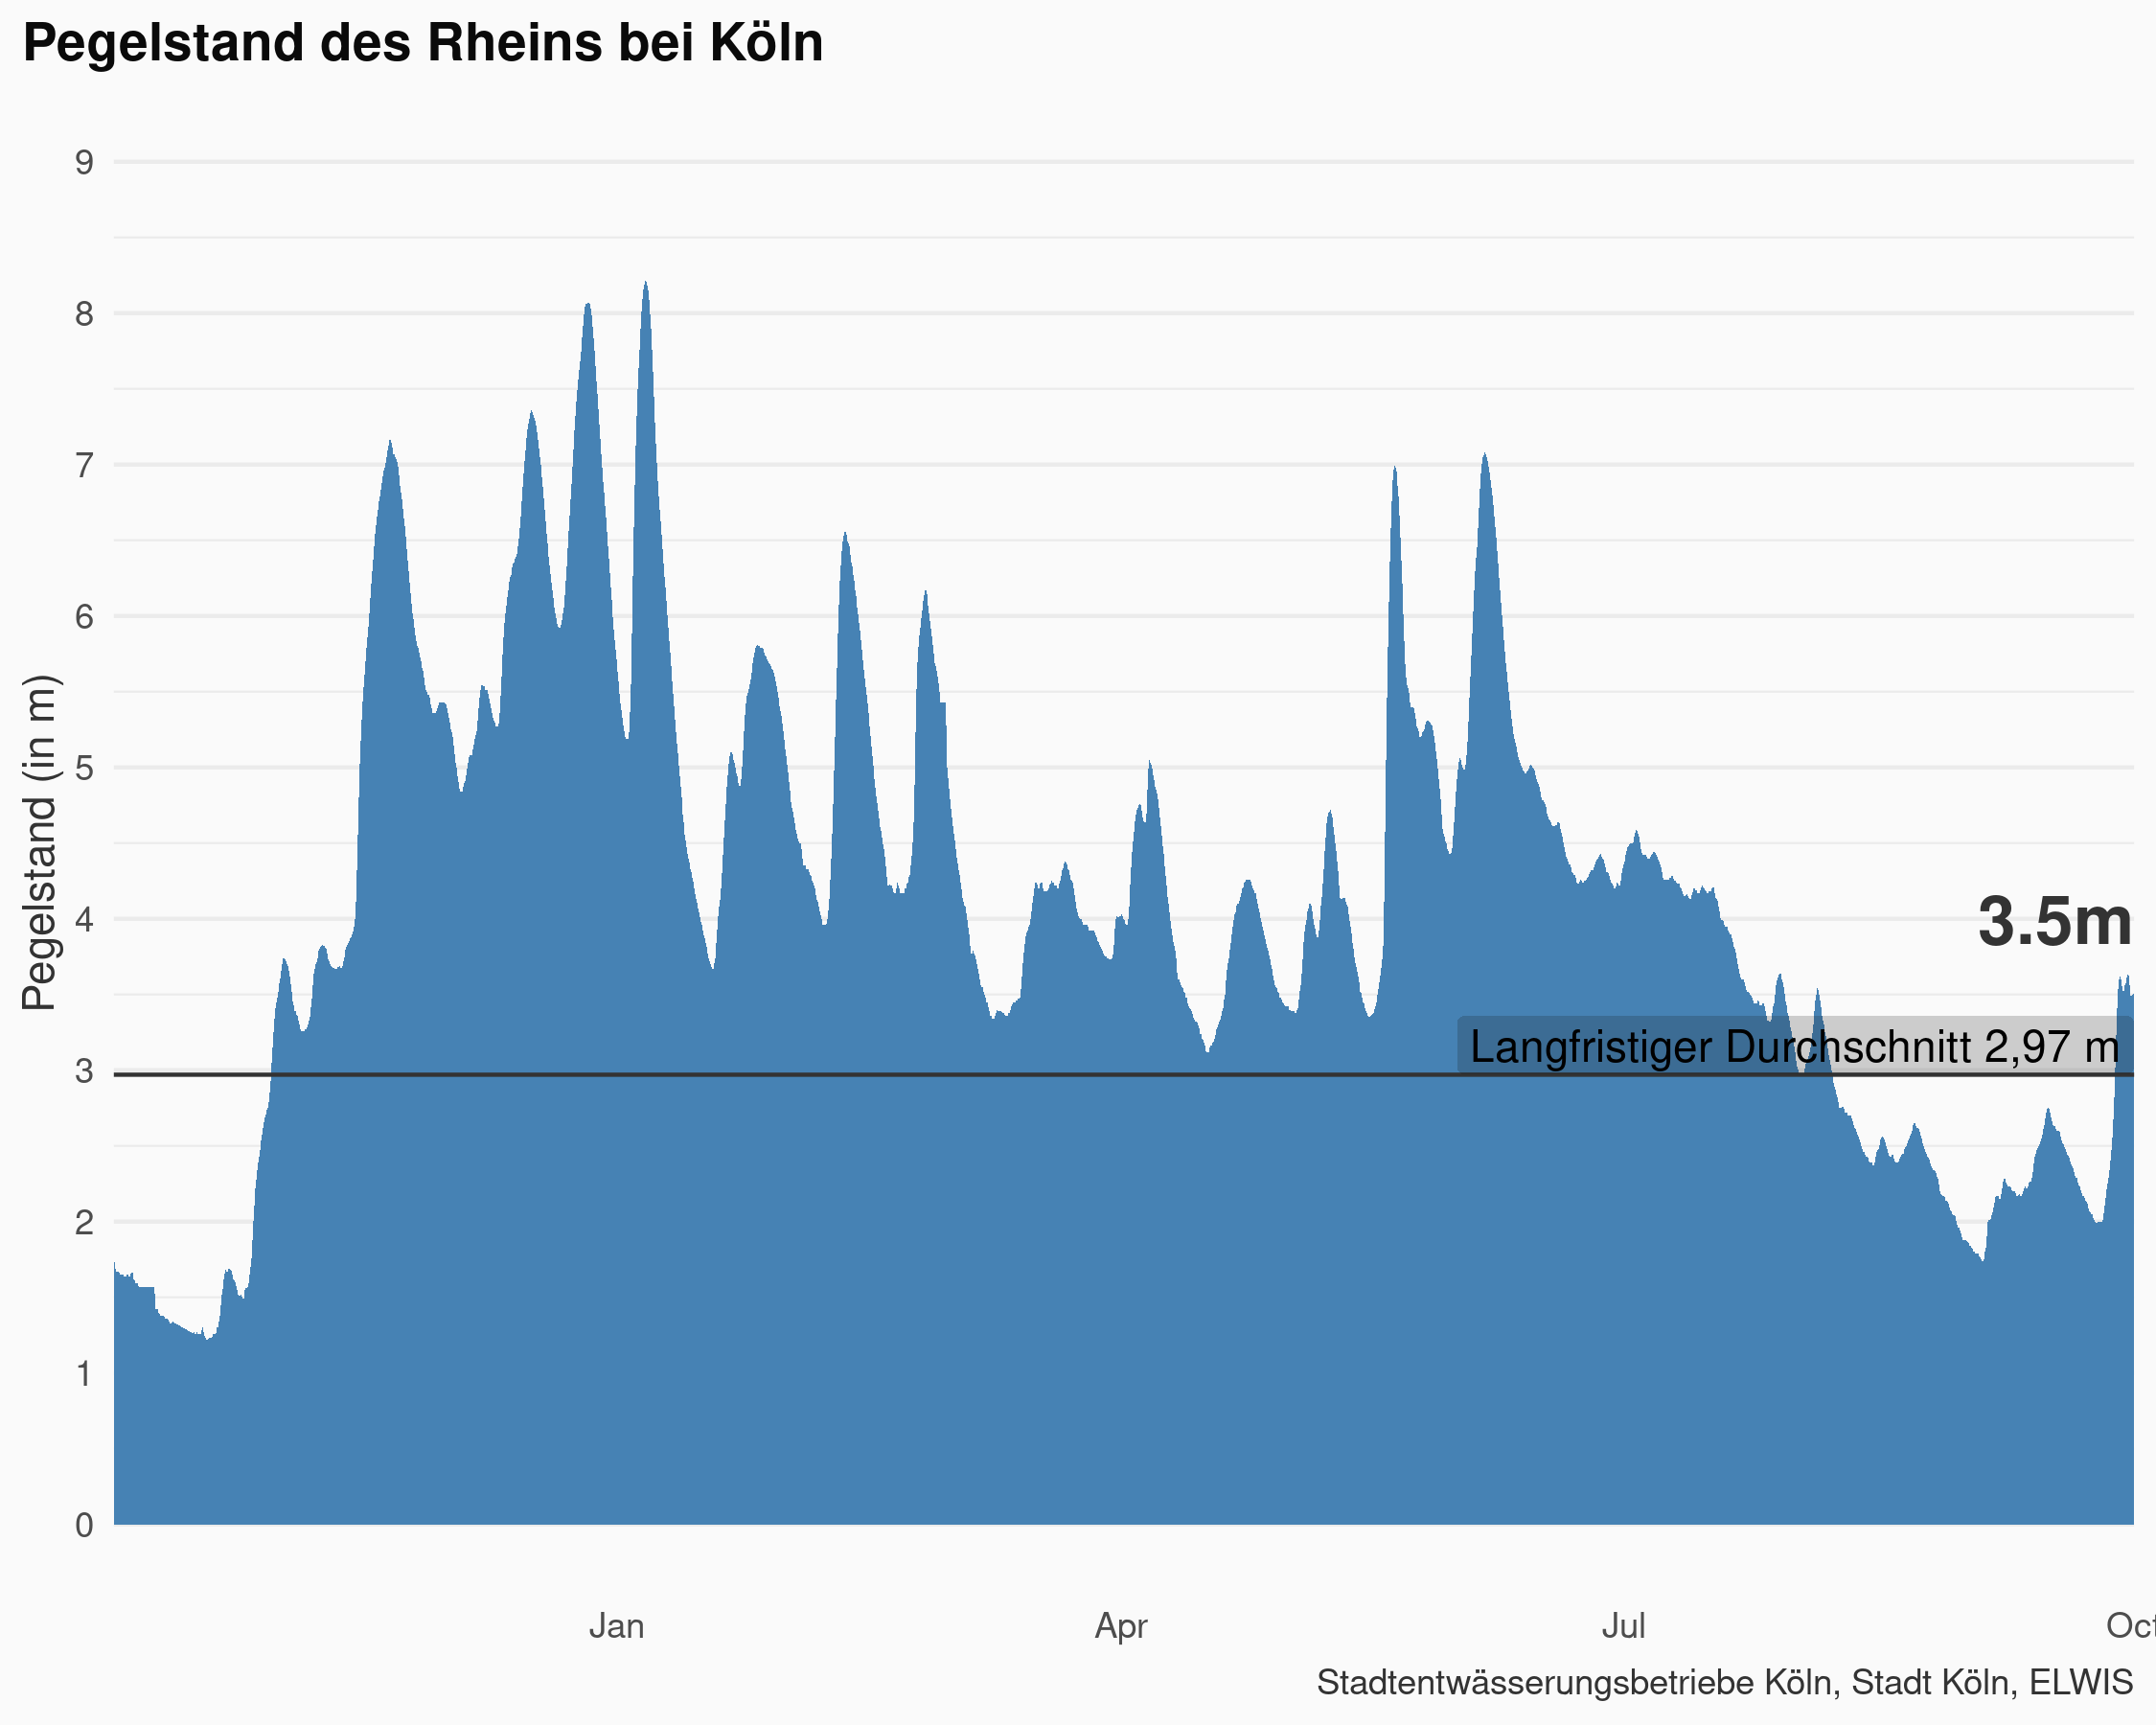 Pegelstand des Rheins bei Köln
Pegelstand (in m)
9
8
7
6
5
4
3
2
1
0
3.5m
Langfristiger Durchschnitt 2,97 m
Jan Apr Jul Oct
Stadtentwässerungsbetriebe Köln, Stadt Köln, ELWIS